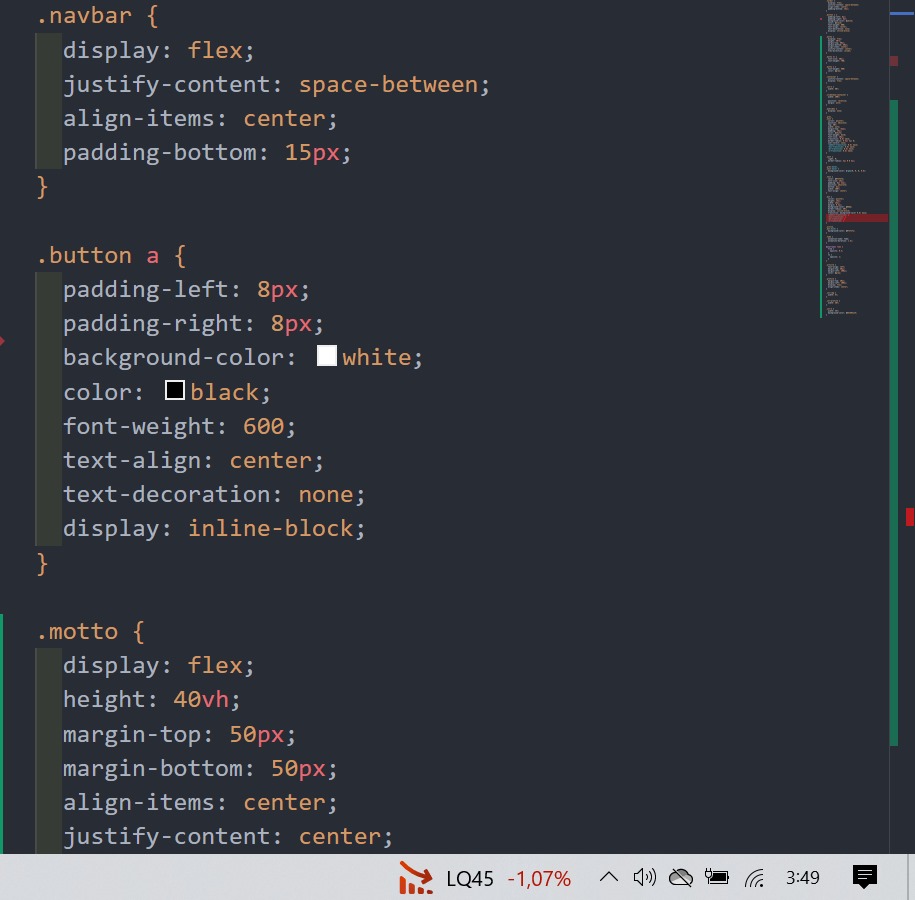 .navbar {
display: flex;
justify-content: space-between;
align-items: center;
padding-bottom: 15px;
}
.button a {
padding-left: 8px;
padding-right: 8px;
background-color: white;
color: black;
font-weight: 600;
text-align: center;
text-decoration: none;
display: inline-block;
}
.motto {
display: flex;
height: 40vh;
margin-top: 50px;
margin-bottom: 50px;
align-items: center;
justify-content: center;
LQ45 -1,07% 3:49